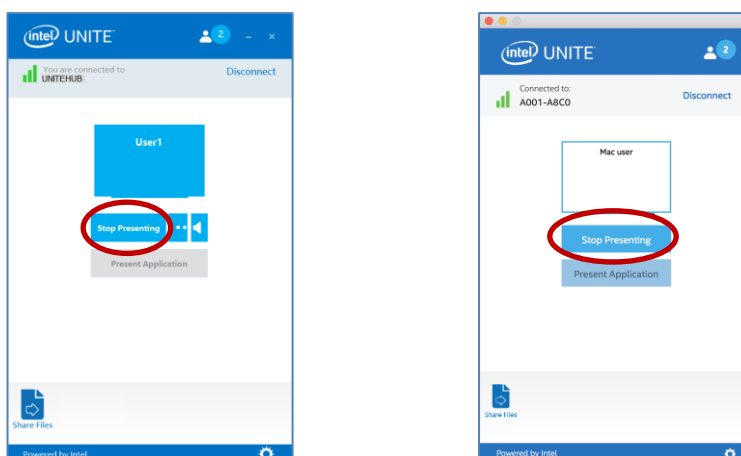 intel UNITE 2
You are connected to
UNITEHUB
Disconnect
User1
Stop Presenting
Present Application
Share Files
Powered by Intel
intel UNITE 2
Connected to:
A001-A8C0
Disconnect
Mac user
Stop Presenting
Present Application
Share Files
Powered by Intel